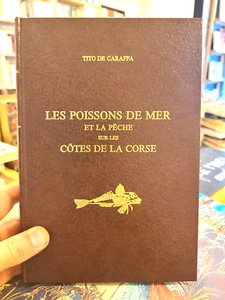 TITO DE CARAFFA
LES POISSONS DE MER
ET LA PÊCHE
SUR LES
CÔTES DE LA CORSE